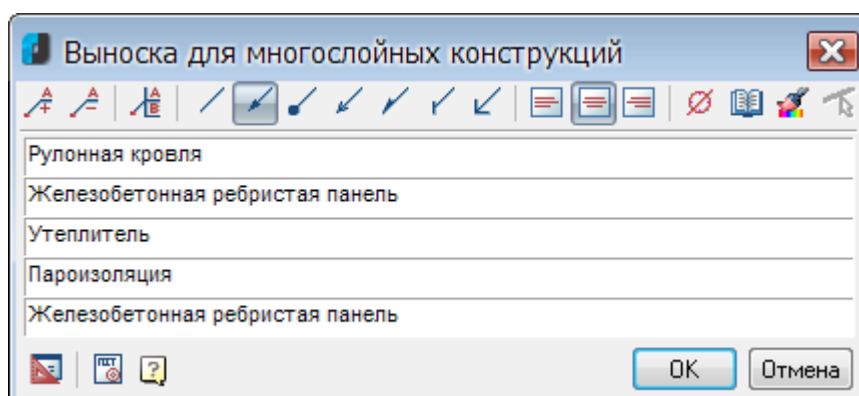 Выноска для многослойных конструкций
Рулонная кровля
Железобетонная ребристая панель
Утеплитель
Пароизоляция
Железобетонная ребристая панель
OK Отмена